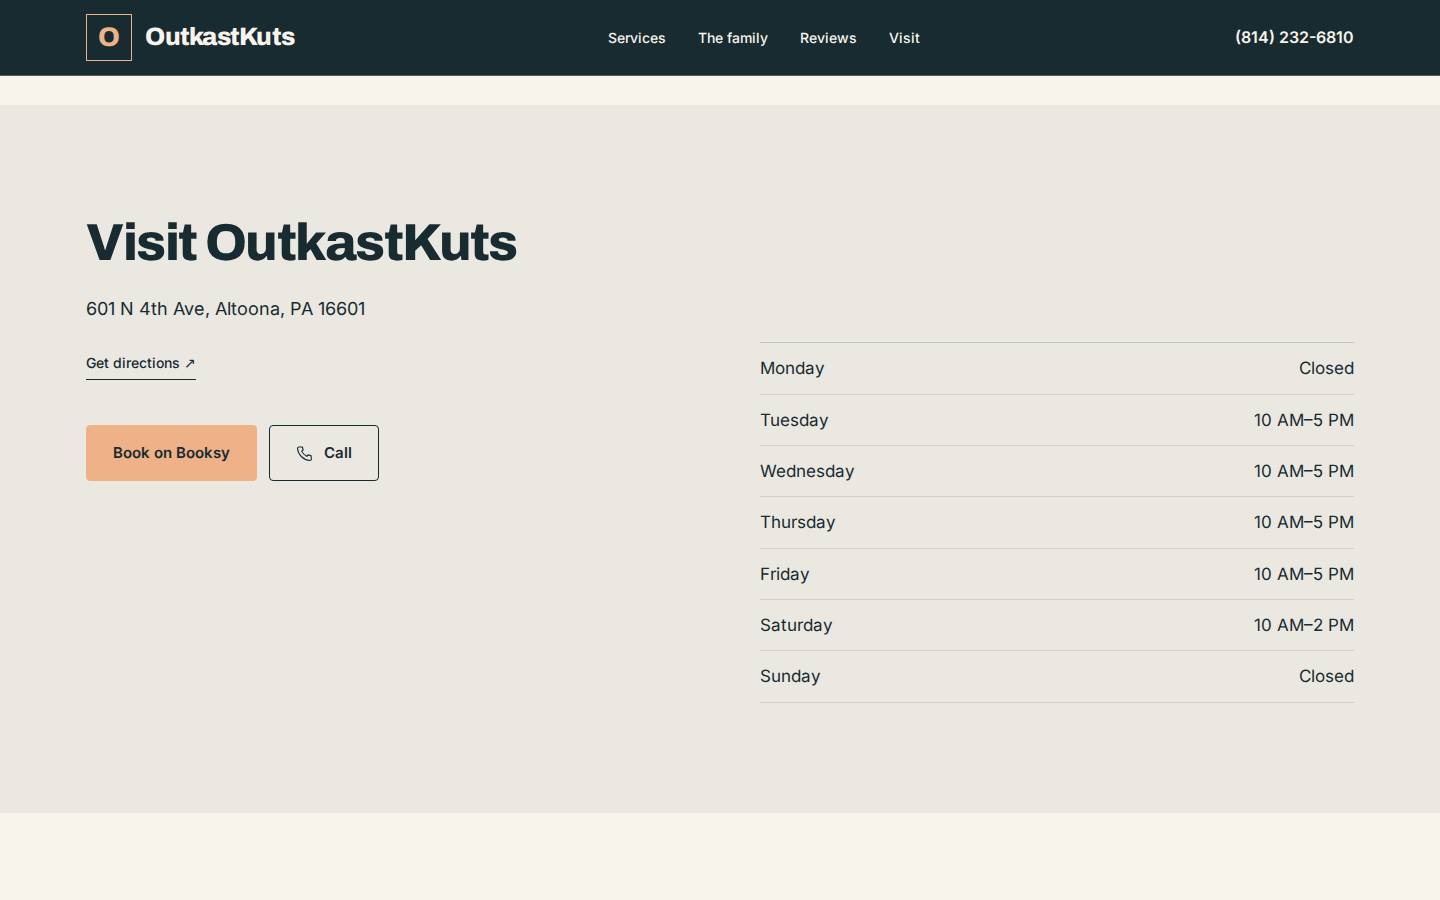 O OutkastKuts
Services The family Reviews Visit
(814) 232-6810
Visit OutkastKuts
601 N 4th Ave, Altoona, PA 16601
Get directions ↗
Book on Booksy
Call
Monday Closed
Tuesday 10 AM–5 PM
Wednesday 10 AM–5 PM
Thursday 10 AM–5 PM
Friday 10 AM–5 PM
Saturday 10 AM–2 PM
Sunday Closed